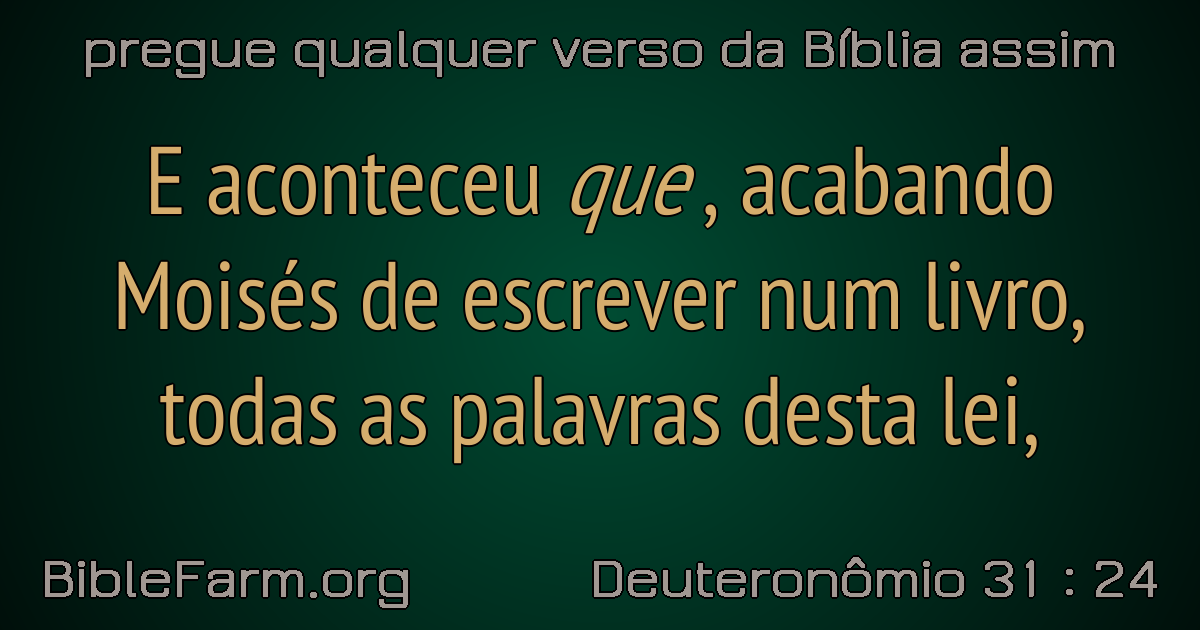 pregue qualquer verso da Bíblia assim
E aconteceu que, acabando
Moisés de escrever num livro,
todas as palavras desta lei,
BibleFarm.org
Deuteronômio 31 : 24